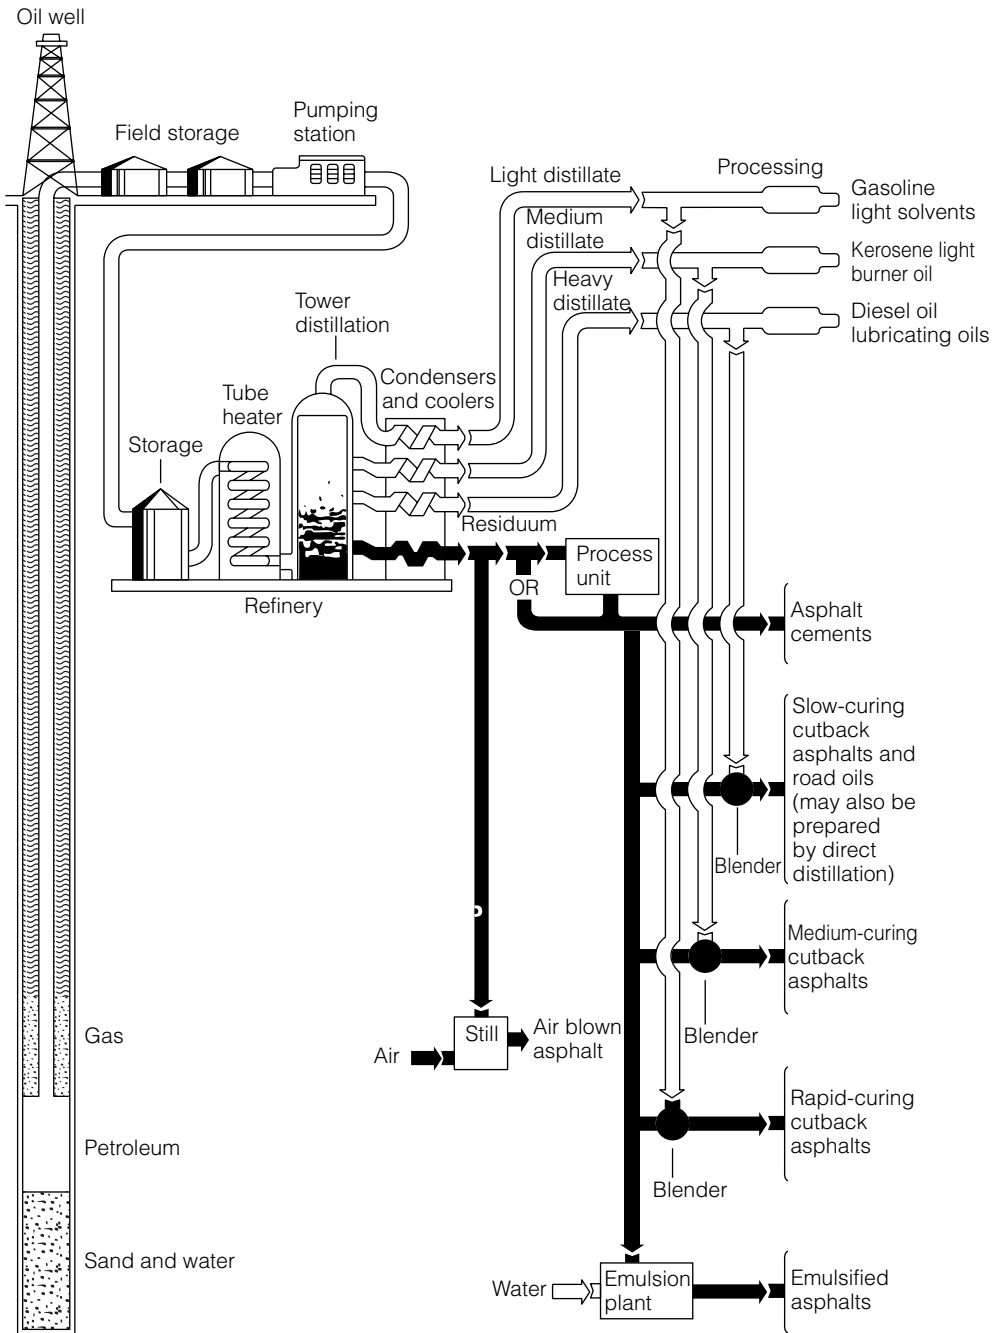 Oil well
Pumping
station
Field storage
Light distillate
Processing
Gasoline
light solvents
Medium
distillate
Kerosene light
burner oil
Heavy
distillate
Diesel oil
lubricating oils
Tower
distillation
Condensers
and coolers
Tube
heater
Storage
Residuum
Process
unit
OR
Refinery
Asphalt
cements
Slow-curing
cutback
asphalts and
road oils
(may also be
prepared
by direct
distillation)
Blender
Medium-curing
cutback
asphalts
Blender
Gas
Air
Still
Air blown
asphalt
Rapid-curing
cutback
asphalts
Blender
Petroleum
Sand and water
Water
Emulsion
plant
Emulsified
asphalts